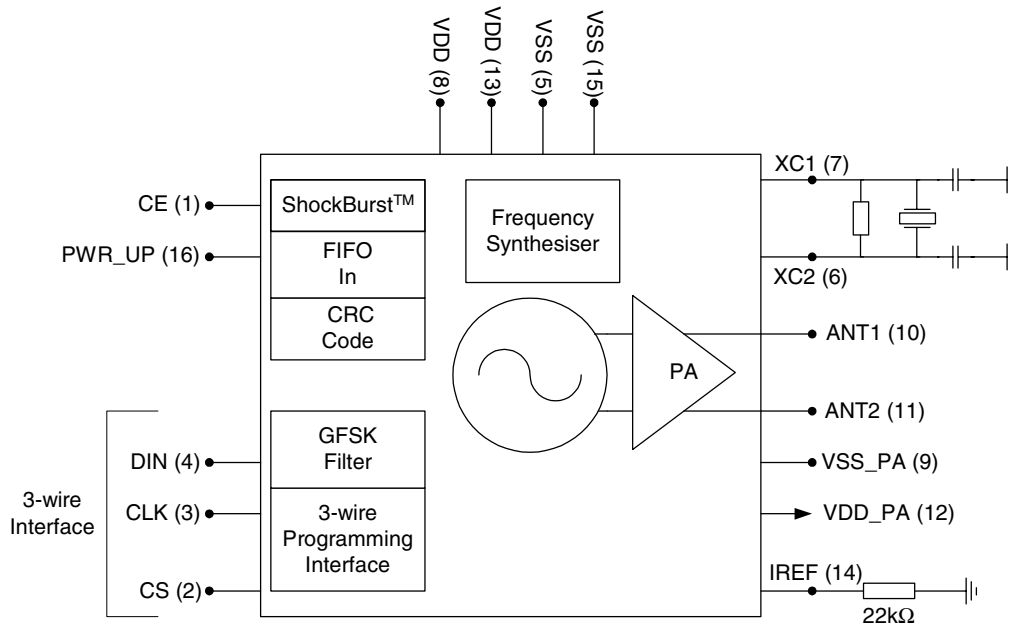 VDD (8)
VDD (13)
VSS (5)
VSS (15)
XC1 (7)
CE (1)
ShockBurst™
Frequency
Synthesiser
PWR_UP (16)
FIFO
In
XC2 (6)
CRC
Code
ANT1 (10)
PA
ANT2 (11)
GFSK
Filter
DIN (4)
VSS_PA (9)
3-wire
Interface
CLK (3)
3-wire
Programming
Interface
VDD_PA (12)
CS (2)
IREF (14)
22kΩ